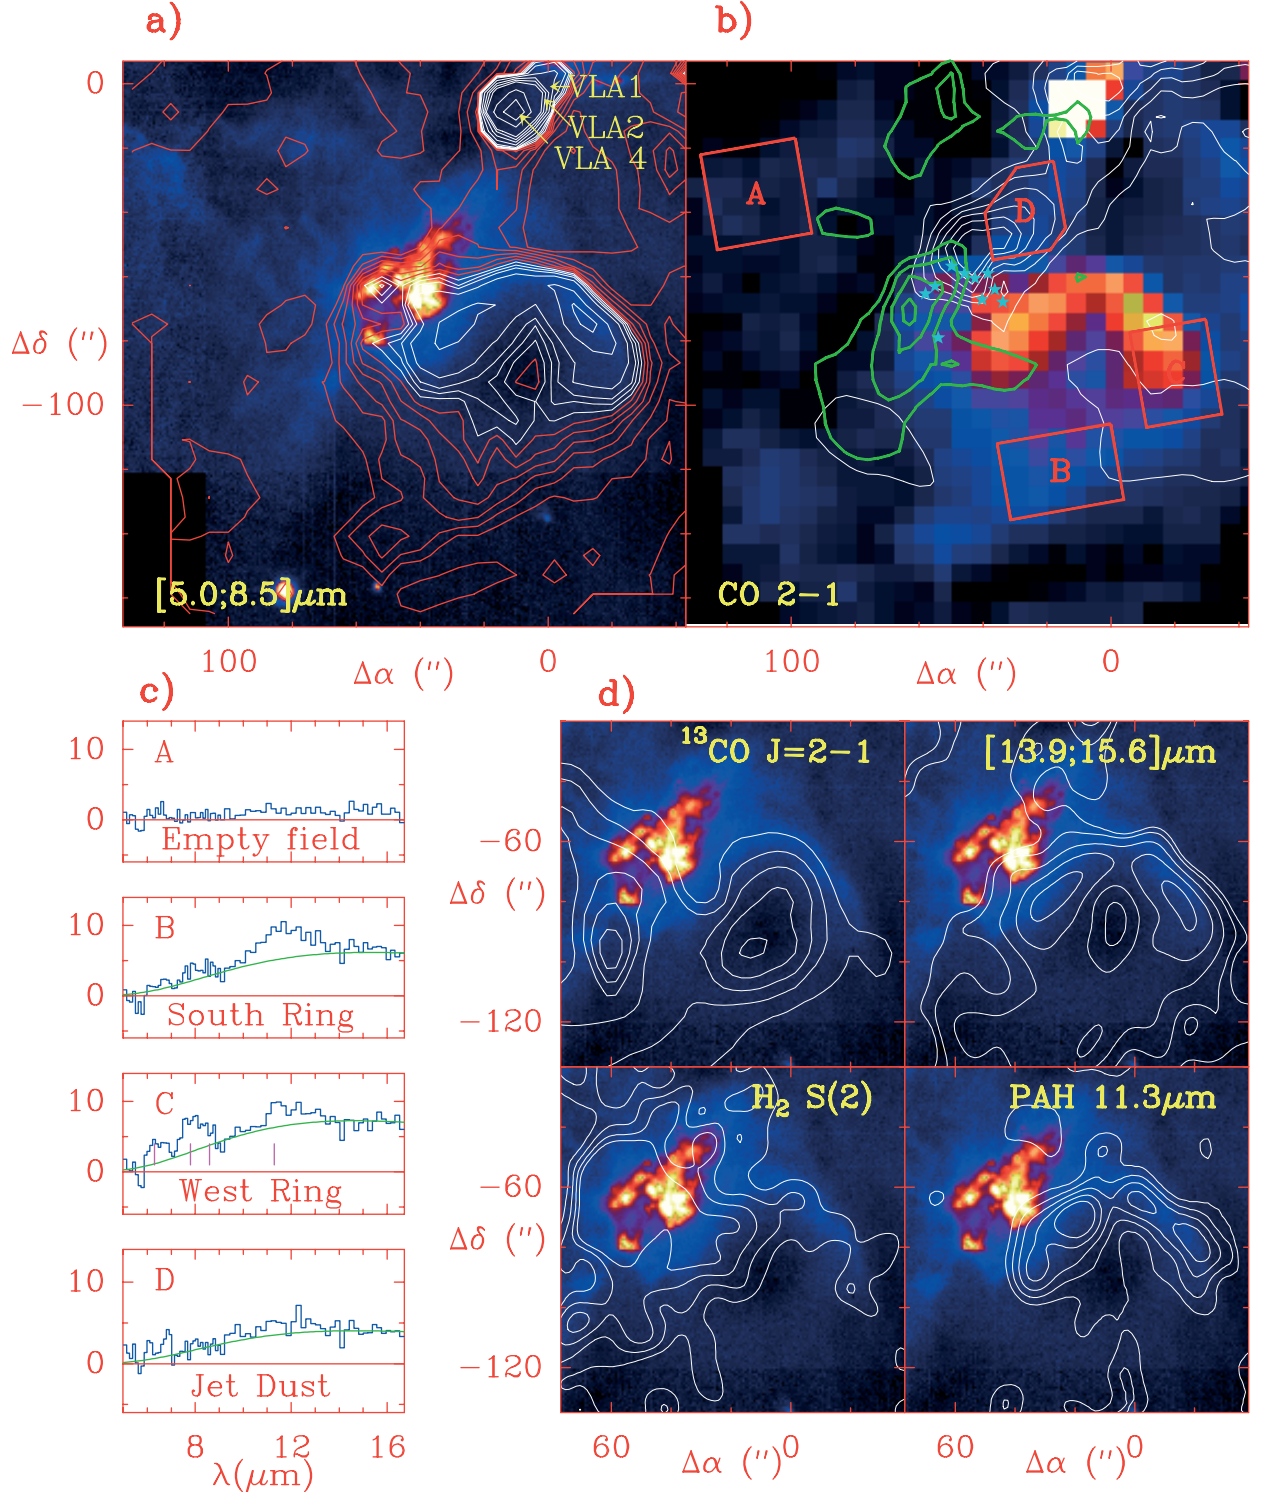 a)
b)
0
VLA1
VLA2
VLA 4
A
D
Δδ (″)
−100
C
B
[5.0;8.5]μm
CO 2−1
100
0
100
0
Δα (″)
Δα (″)
c)
d)
10
A
0
Empty field
10
B
0
South Ring
10
C
0
West Ring
10
D
0
Jet Dust
8
12
16
λ(μm)
¹³CO J=2−1
[13.9;15.6]μm
−60
Δδ (″)
−120
H₂ S(2)
PAH 11.3μm
−60
Δδ (″)
−120
60
0
60
0
Δα (″)
Δα (″)